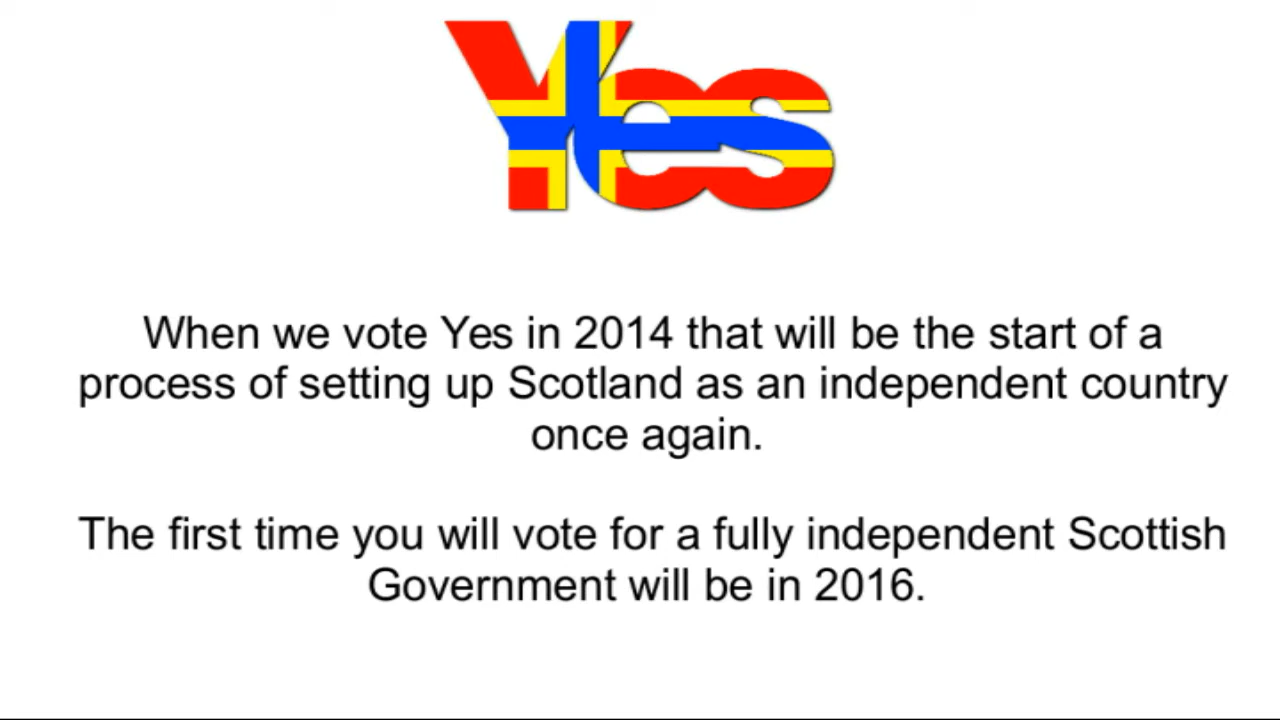 Yes
When we vote Yes in 2014 that will be the start of a
process of setting up Scotland as an independent country
once again.
The first time you will vote for a fully independent Scottish
Government will be in 2016.